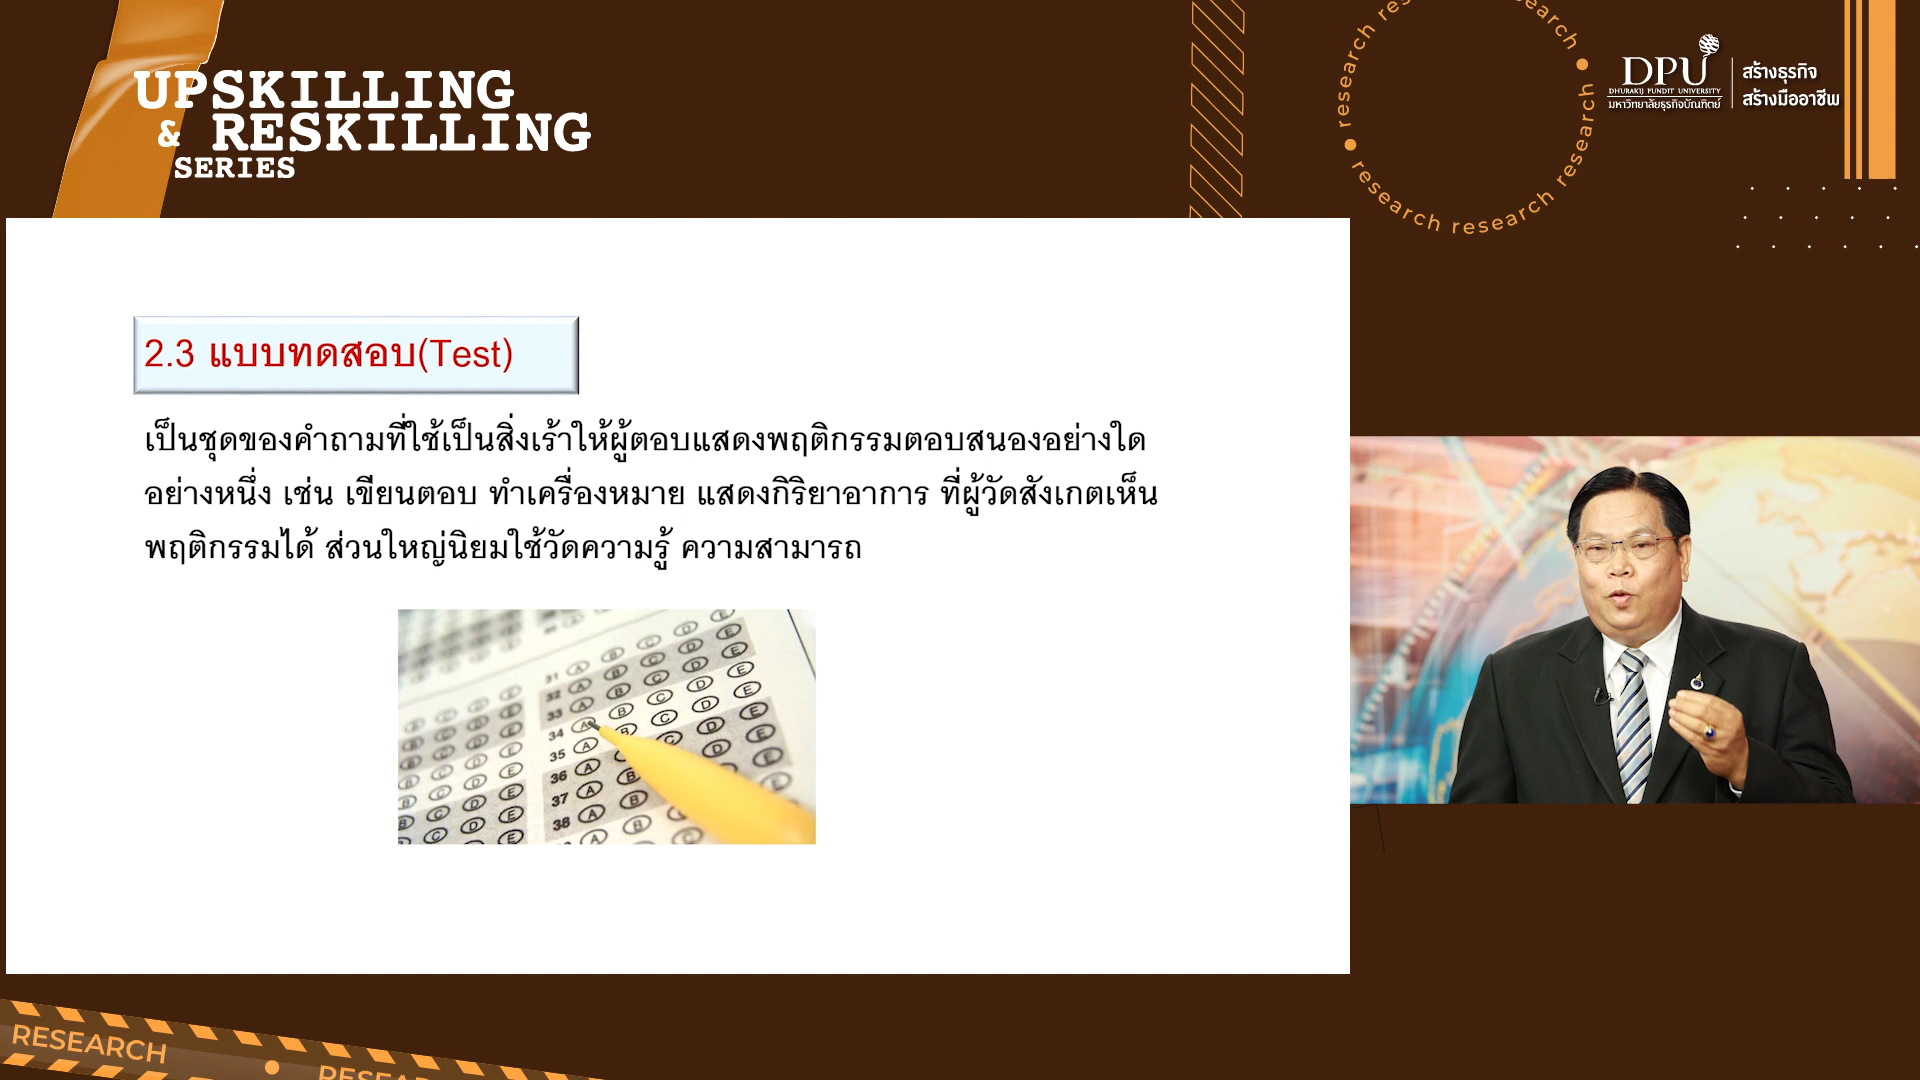 UPSKILLING
& RESKILLING
SERIES
research research research research
DPU
DHURAKIJ PUNDIT UNIVERSITY
มหาวิทยาลัยธุรกิจบัณฑิตย์
สร้างธุรกิจ
สร้างมืออาชีพ
2.3 แบบทดสอบ(Test)
เป็นชุดของคำถามที่ใช้เป็นสิ่งเร้าให้ผู้ตอบแสดงพฤติกรรมตอบสนองอย่างใด
อย่างหนึ่ง เช่น เขียนตอบ ทำเครื่องหมาย แสดงกิริยาอาการ ที่ผู้วัดสังเกตเห็น
พฤติกรรมได้ ส่วนใหญ่นิยมใช้วัดความรู้ ความสามารถ
31 A B C D E
32 A B C D E
33 A B C D E
34 A B C D E
35 A B C D E
36 A B D E
37 A
38 A B
RESEARCH